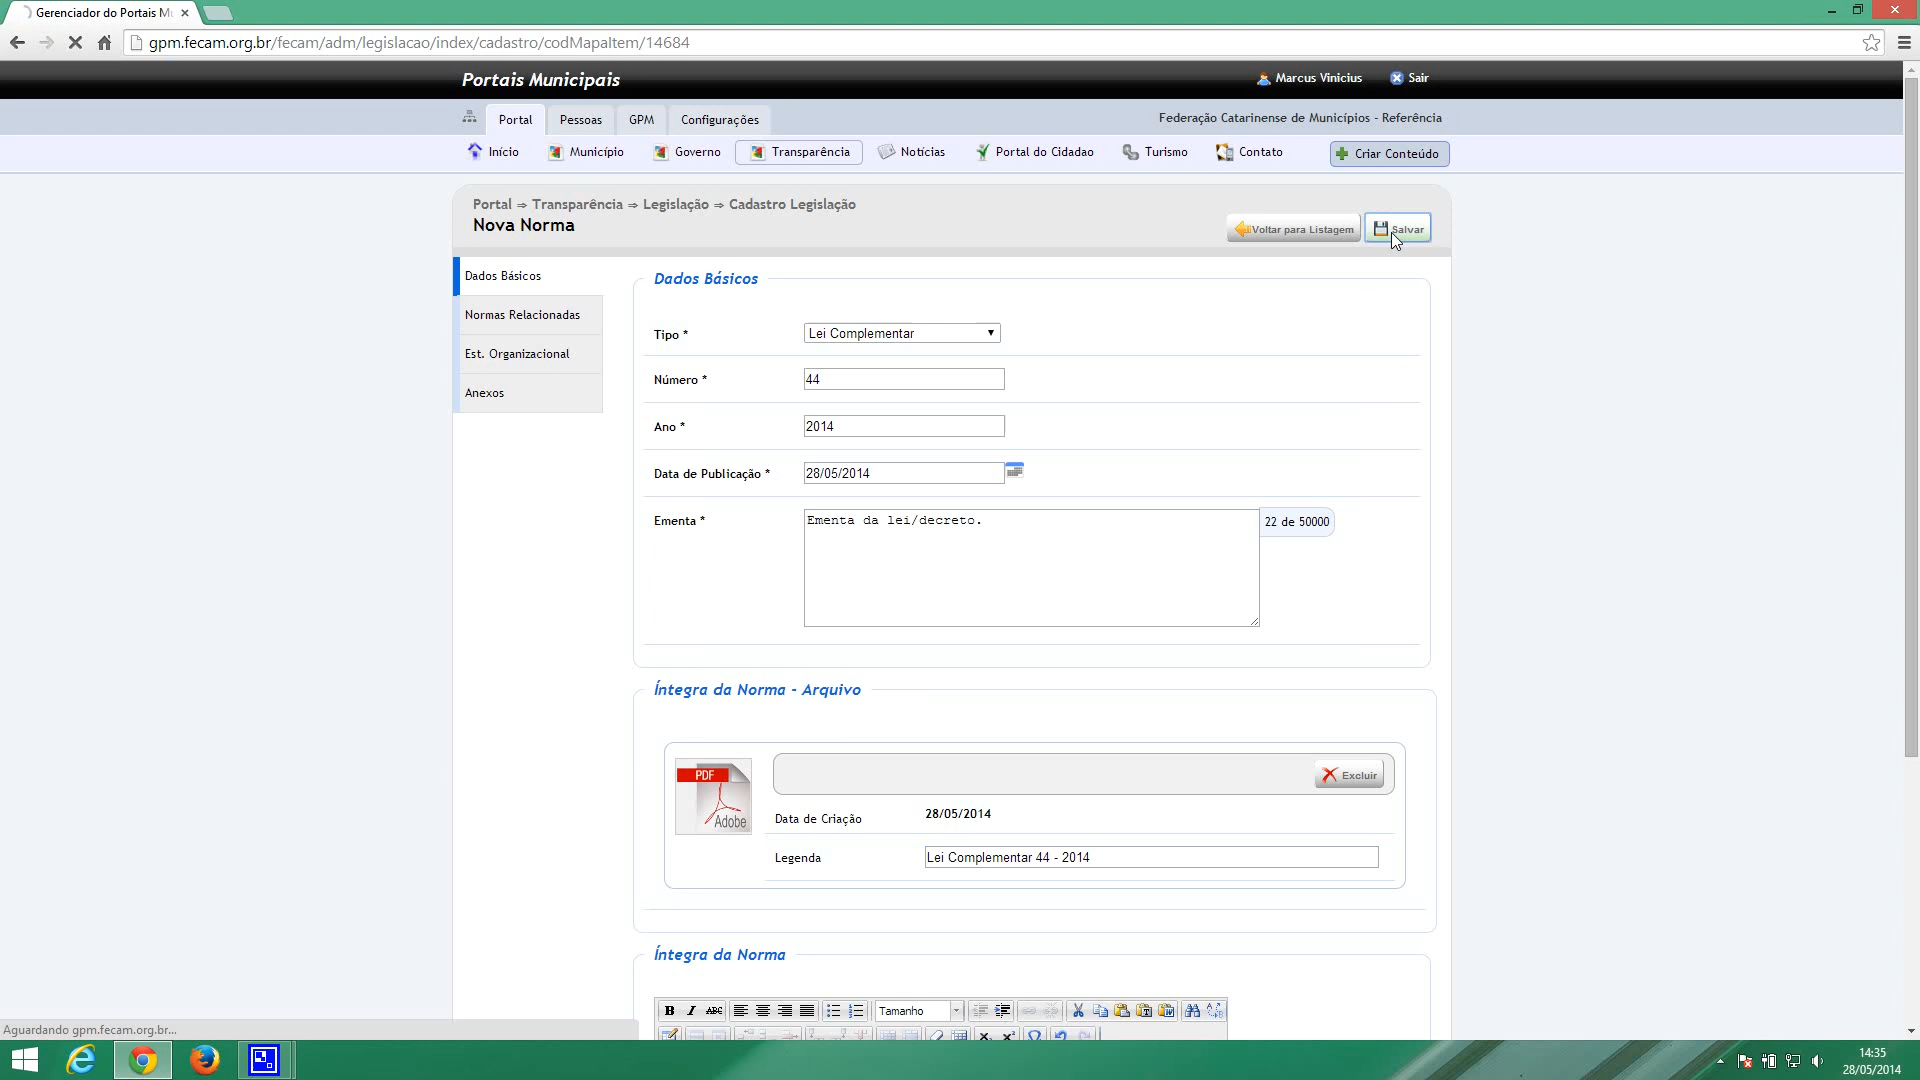 Gerenciador do Portais M
gpm.fecam.org.br/fecam/adm/legislacao/index/cadastro/codMapaItem/14684
Portais Municipais
Marcus Vinicius
Sair
Portal
Pessoas
GPM
Configurações
Federação Catarinense de Municípios - Referência
Início
Município
Governo
Transparência
Notícias
Portal do Cidadao
Turismo
Contato
Criar Conteúdo
Portal ⇒ Transparência ⇒ Legislação ⇒ Cadastro Legislação
Nova Norma
Voltar para Listagem
Salvar
Dados Básicos
Normas Relacionadas
Est. Organizacional
Anexos
Dados Básicos
Tipo *
Lei Complementar
Número *
44
Ano *
2014
Data de Publicação *
28/05/2014
Ementa *
Ementa da lei/decreto.
22 de 50000
Íntegra da Norma - Arquivo
PDF
Adobe
Excluir
Data de Criação
28/05/2014
Legenda
Lei Complementar 44 - 2014
Íntegra da Norma
B I ABC
Tamanho
Aguardando gpm.fecam.org.br...
14:35
28/05/2014